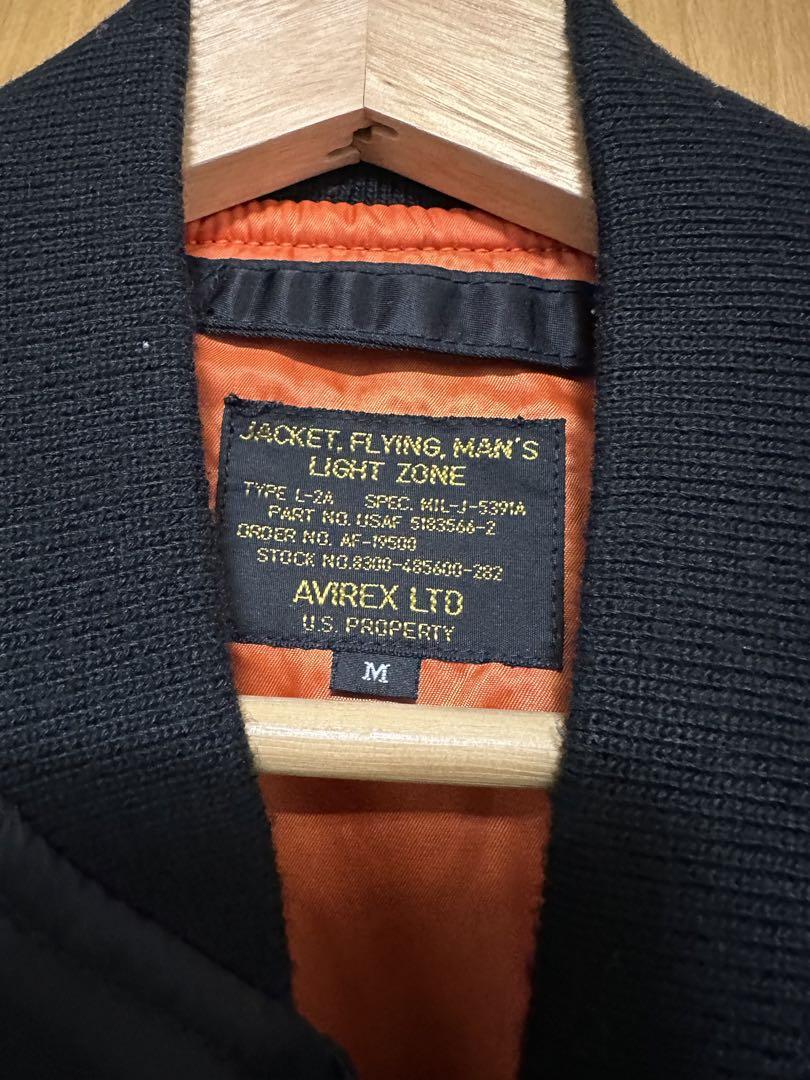 JACKET, FLYING, MAN'S
LIGHT ZONE
TYPE L-2A SPEC. MIL-J-5391A
PART NO. USAF 5183566-2
ORDER NO. AF-19500
STOCK NO.8300-485600-282
AVIREX LTD
U.S. PROPERTY
M